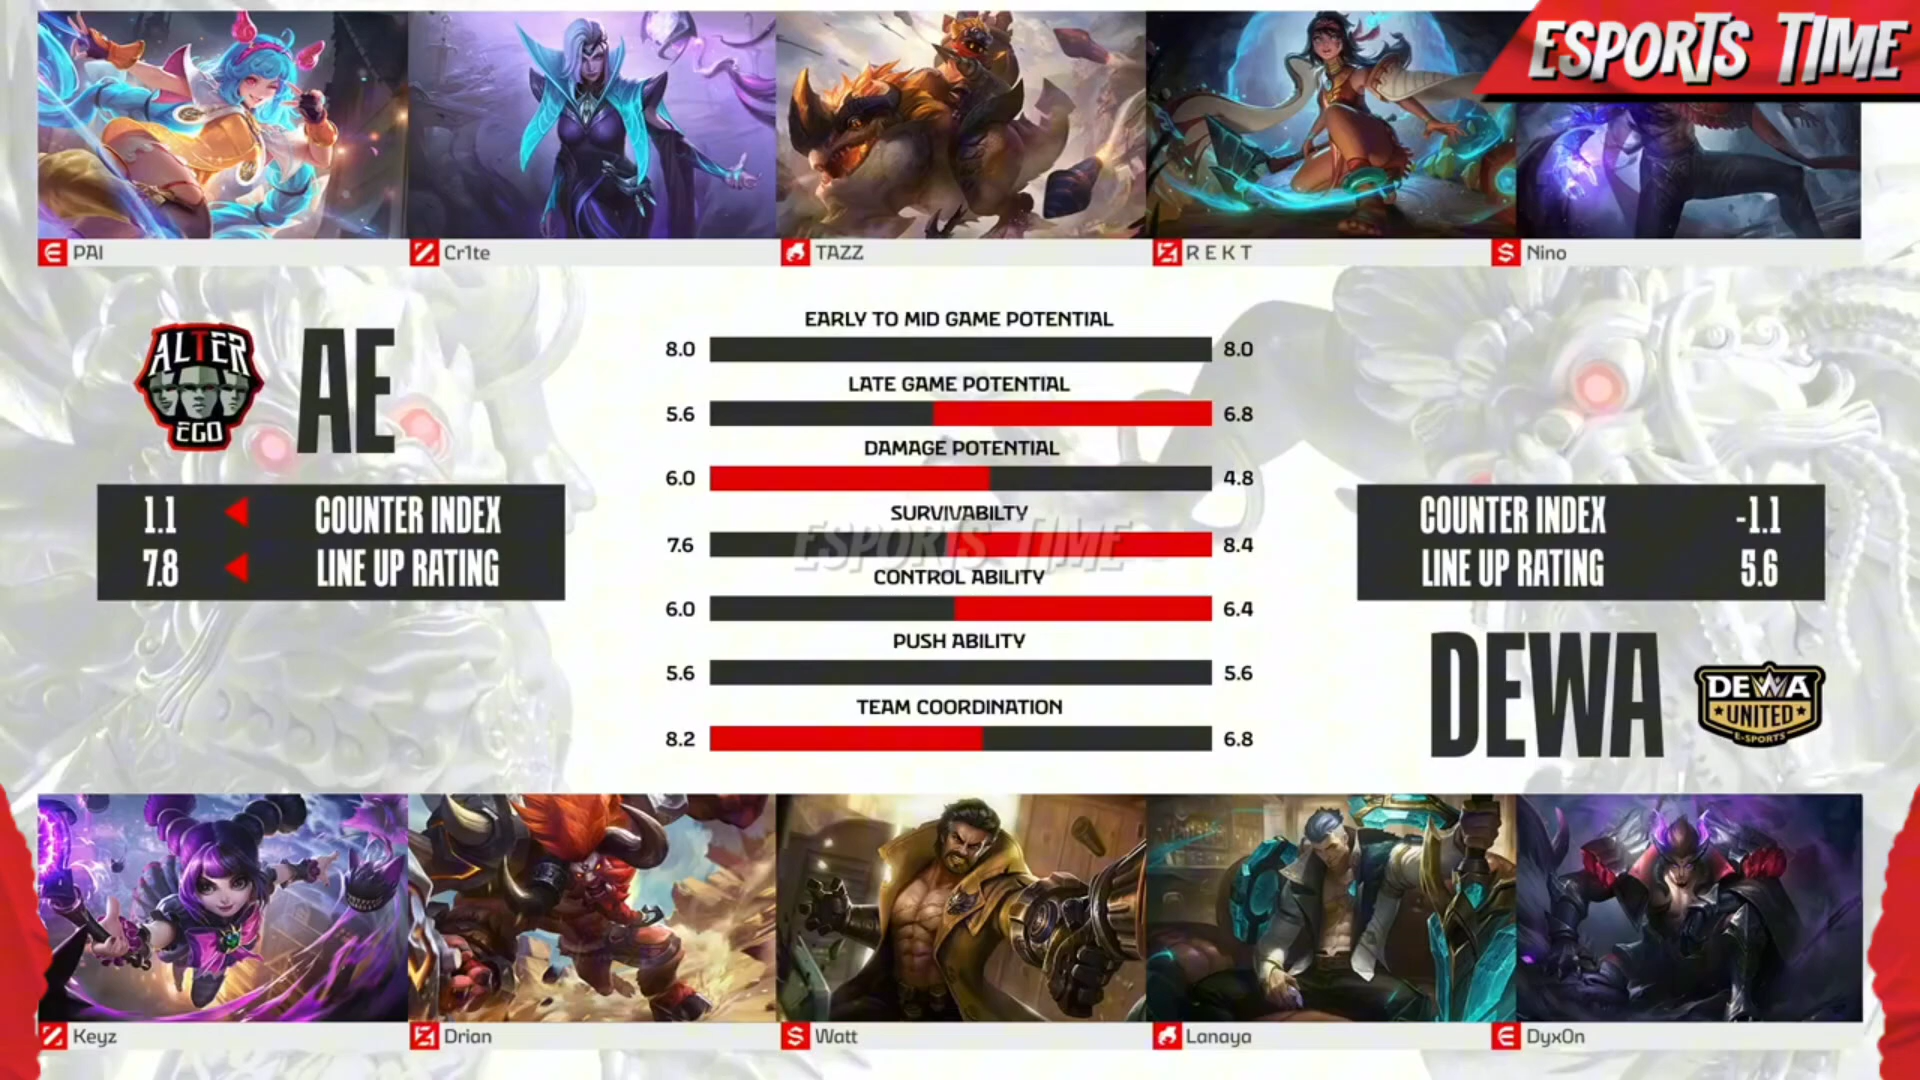 ESPORTS TIME
PAI
Cr1te
TAZZ
R E K T
Nino
ALTER
EGO
AE
1.1 COUNTER INDEX
7.8 LINE UP RATING
EARLY TO MID GAME POTENTIAL
8.0 8.0
LATE GAME POTENTIAL
5.6 6.8
DAMAGE POTENTIAL
6.0 4.8
SURVIVABILTY
7.6 8.4
ESPORTS TIME
CONTROL ABILITY
6.0 6.4
PUSH ABILITY
5.6 5.6
TEAM COORDINATION
8.2 6.8
COUNTER INDEX -1.1
LINE UP RATING 5.6
DEWA
DEWA
UNITED
E-SPORTS
Keyz
Drian
Watt
Lanaya
DyxOn